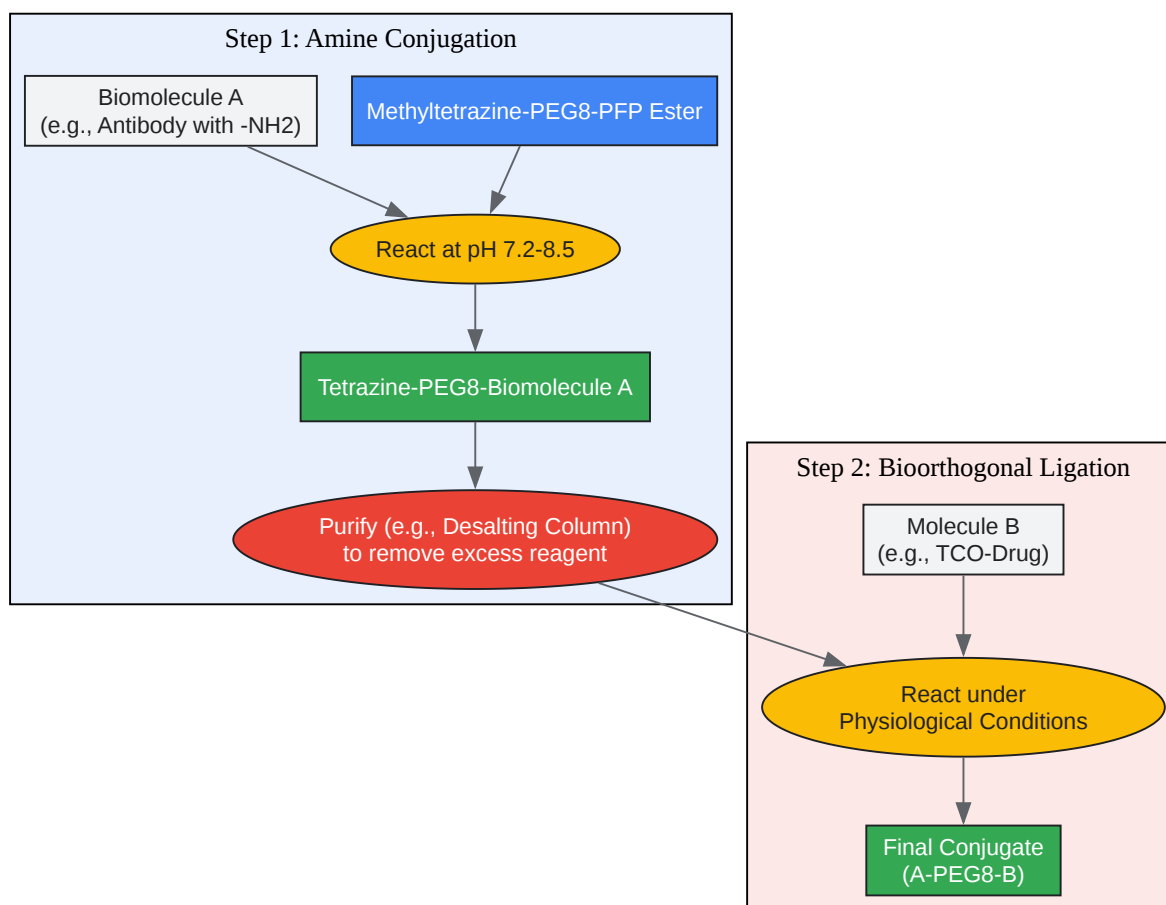 Step 1: Amine Conjugation
Biomolecule A
(e.g., Antibody with -NH2)
Methyltetrazine-PEG8-PFP Ester
React at pH 7.2-8.5
Tetrazine-PEG8-Biomolecule A
Purify (e.g., Desalting Column)
to remove excess reagent
Step 2: Bioorthogonal Ligation
Molecule B
(e.g., TCO-Drug)
React under
Physiological Conditions
Final Conjugate
(A-PEG8-B)